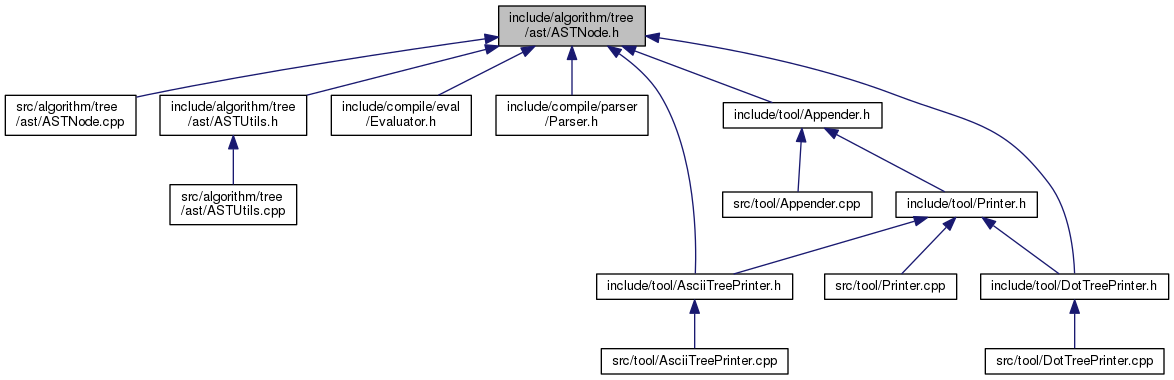 include/algorithm/tree
/ast/ASTNode.h
src/algorithm/tree
/ast/ASTNode.cpp
include/algorithm/tree
/ast/ASTUtils.h
include/compile/eval
/Evaluator.h
include/compile/parser
/Parser.h
include/tool/Appender.h
src/algorithm/tree
/ast/ASTUtils.cpp
src/tool/Appender.cpp
include/tool/Printer.h
include/tool/AsciiTreePrinter.h
src/tool/Printer.cpp
include/tool/DotTreePrinter.h
src/tool/AsciiTreePrinter.cpp
src/tool/DotTreePrinter.cpp